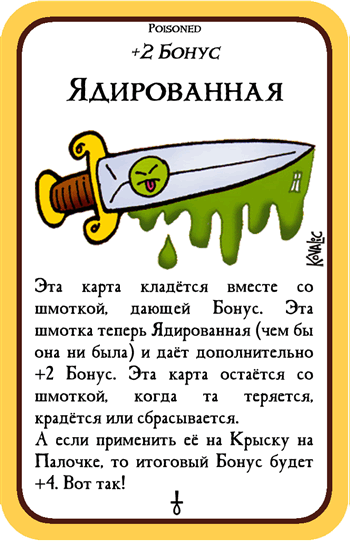 Poisoned
+2 Бонус
Ядированная
Kovalic
Эта карта кладётся вместе со
шмоткой, дающей Бонус. Эта
шмотка теперь Ядированная (чем бы
она ни была) и даёт дополнительно
+2 Бонус. Эта карта остаётся со
шмоткой, когда та теряется,
крадётся или сбрасывается.
А если применить её на Крыску на
Палочке, то итоговый Бонус будет
+4. Вот так!